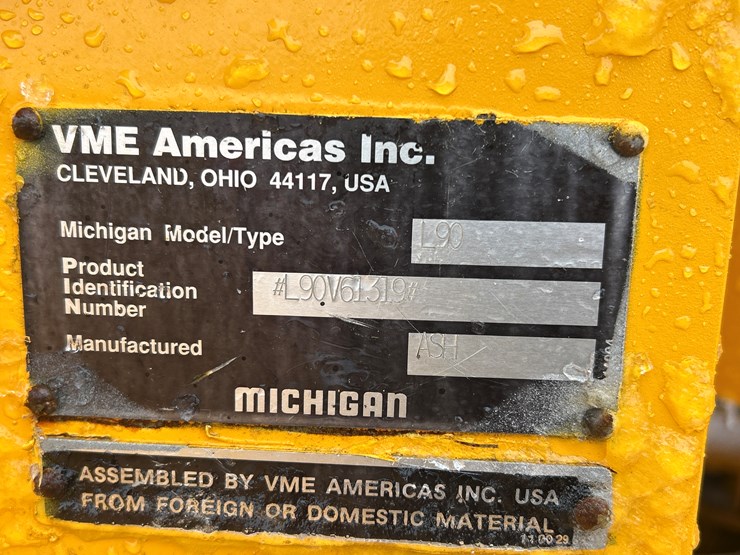 VME Americas Inc.
CLEVELAND, OHIO 44117, USA
Michigan Model/Type L90
Product
Identification #L90V61319#
Number
Manufactured ASH
MICHIGAN
ASSEMBLED BY VME AMERICAS INC. USA
FROM FOREIGN OR DOMESTIC MATERIAL